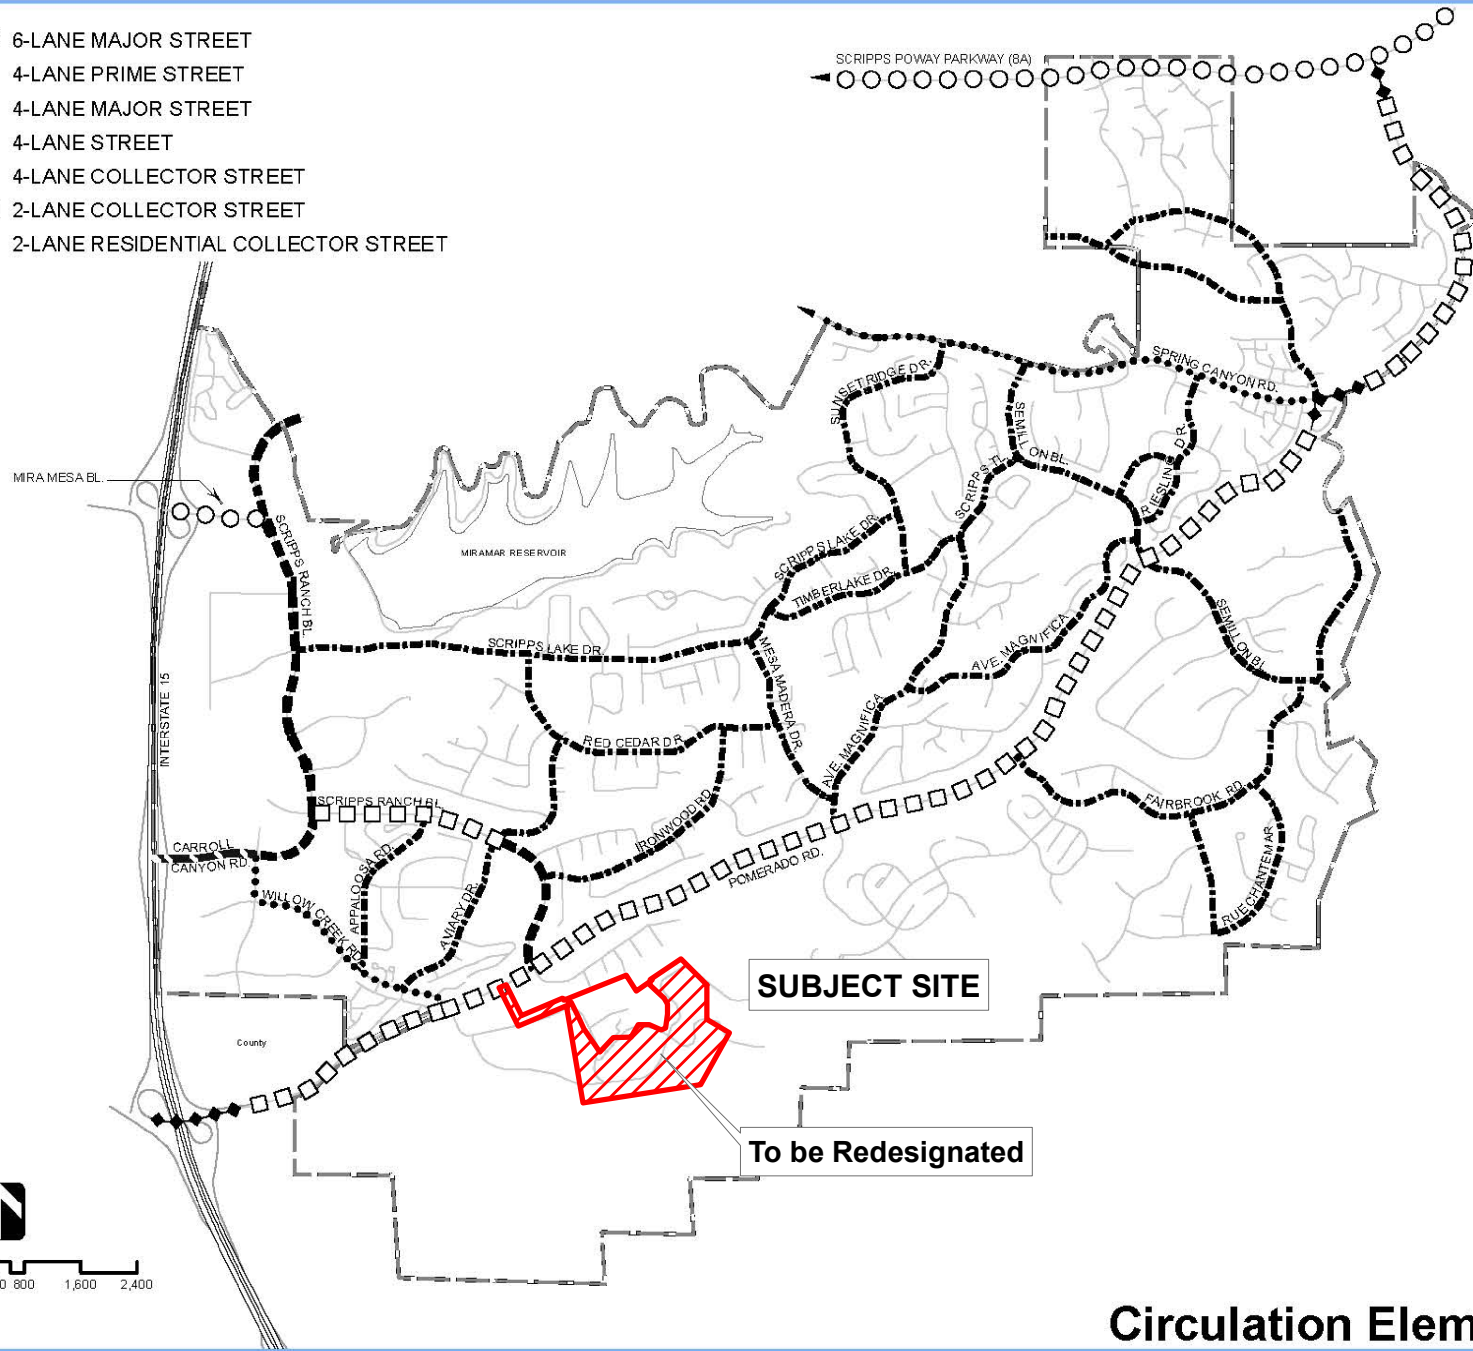 6-LANE MAJOR STREET
4-LANE PRIME STREET
4-LANE MAJOR STREET
4-LANE STREET
4-LANE COLLECTOR STREET
2-LANE COLLECTOR STREET
2-LANE RESIDENTIAL COLLECTOR STREET
SCRIPPS POWAY PARKWAY (8A)
SPRING CANYON RD.
SUNSET RIDGE DR.
SEMILLON BL.
RIESLING DR.
SCRIPPS TL.
MIRA MESA BL.
SCRIPPS RANCH BL.
MIRAMAR RESERVOIR
SCRIPPS LAKE DR.
TIMBERLAKE DR.
SCRIPPS LAKE DR.
MESA MADERA DR.
AVE. MAGNIFICA
AVE. MAGNIFICA
SEMILLON BL.
INTERSTATE 15
RED CEDAR DR.
IRONWOOD RD.
SCRIPPS RANCH BL.
FAIRBROOK RD.
RUE CHANTEMAR
CARROLL
CANYON RD.
WILLOW CREEK RD.
APPALOOSA RD.
AVIARY DR.
POMERADO RD.
SUBJECT SITE
County
To be Redesignated
N
0 800 1,600 2,400
Circulation Elem